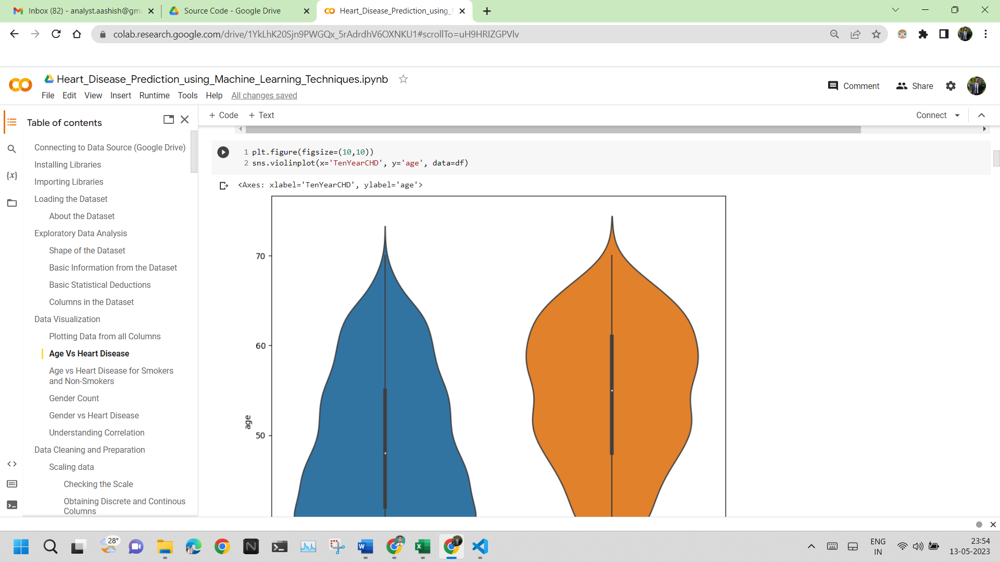 Inbox (82) - analyst.aashish@gma
Source Code - Google Drive
Heart_Disease_Prediction_using_
colab.research.google.com/drive/1YkLhK20Sjn9PWGQx_5rAdrdhV6OXNKU1#scrollTo=uH9HRIZGPVlv
Heart_Disease_Prediction_using_Machine_Learning_Techniques.ipynb
File Edit View Insert Runtime Tools Help All changes saved
Comment
Share
Table of contents
Connecting to Data Source (Google Drive)
Installing Libraries
Importing Libraries
Loading the Dataset
About the Dataset
Exploratory Data Analysis
Shape of the Dataset
Basic Information from the Dataset
Basic Statistical Deductions
Columns in the Dataset
Data Visualization
Plotting Data from all Columns
Age Vs Heart Disease
Age vs Heart Disease for Smokers
and Non-Smokers
Gender Count
Gender vs Heart Disease
Understanding Correlation
Data Cleaning and Preparation
Scaling data
Checking the Scale
Obtaining Discrete and Continous
Columns
+ Code + Text
Connect
1 plt.figure(figsize=(10,10))
2 sns.violinplot(x='TenYearCHD', y='age', data=df)
<Axes: xlabel='TenYearCHD', ylabel='age'>
70
60
50
age
28°
ENG
IN
23:54
13-05-2023